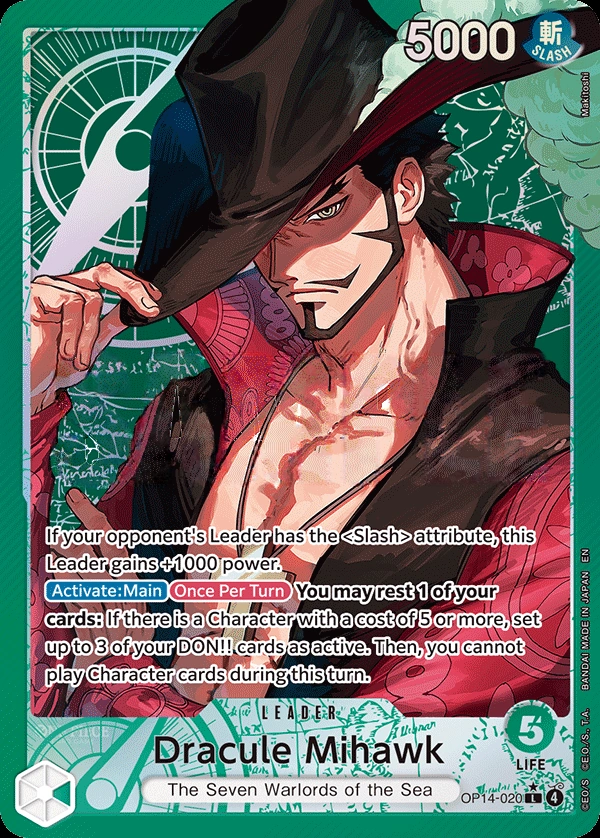 5000
斬
SLASH
Makitoshi
If your opponent's Leader has the <Slash> attribute, this
Leader gains +1000 power.
Activate:Main Once Per Turn You may rest 1 of your
cards: If there is a Character with a cost of 5 or more, set
up to 3 of your DON!! cards as active. Then, you cannot
play Character cards during this turn.
LEADER
Dracule Mihawk
The Seven Warlords of the Sea
5
LIFE
OP14-020 L 4
©E.O./S ©E.O./S., T.A. BANDAI MADE IN JAPAN EN